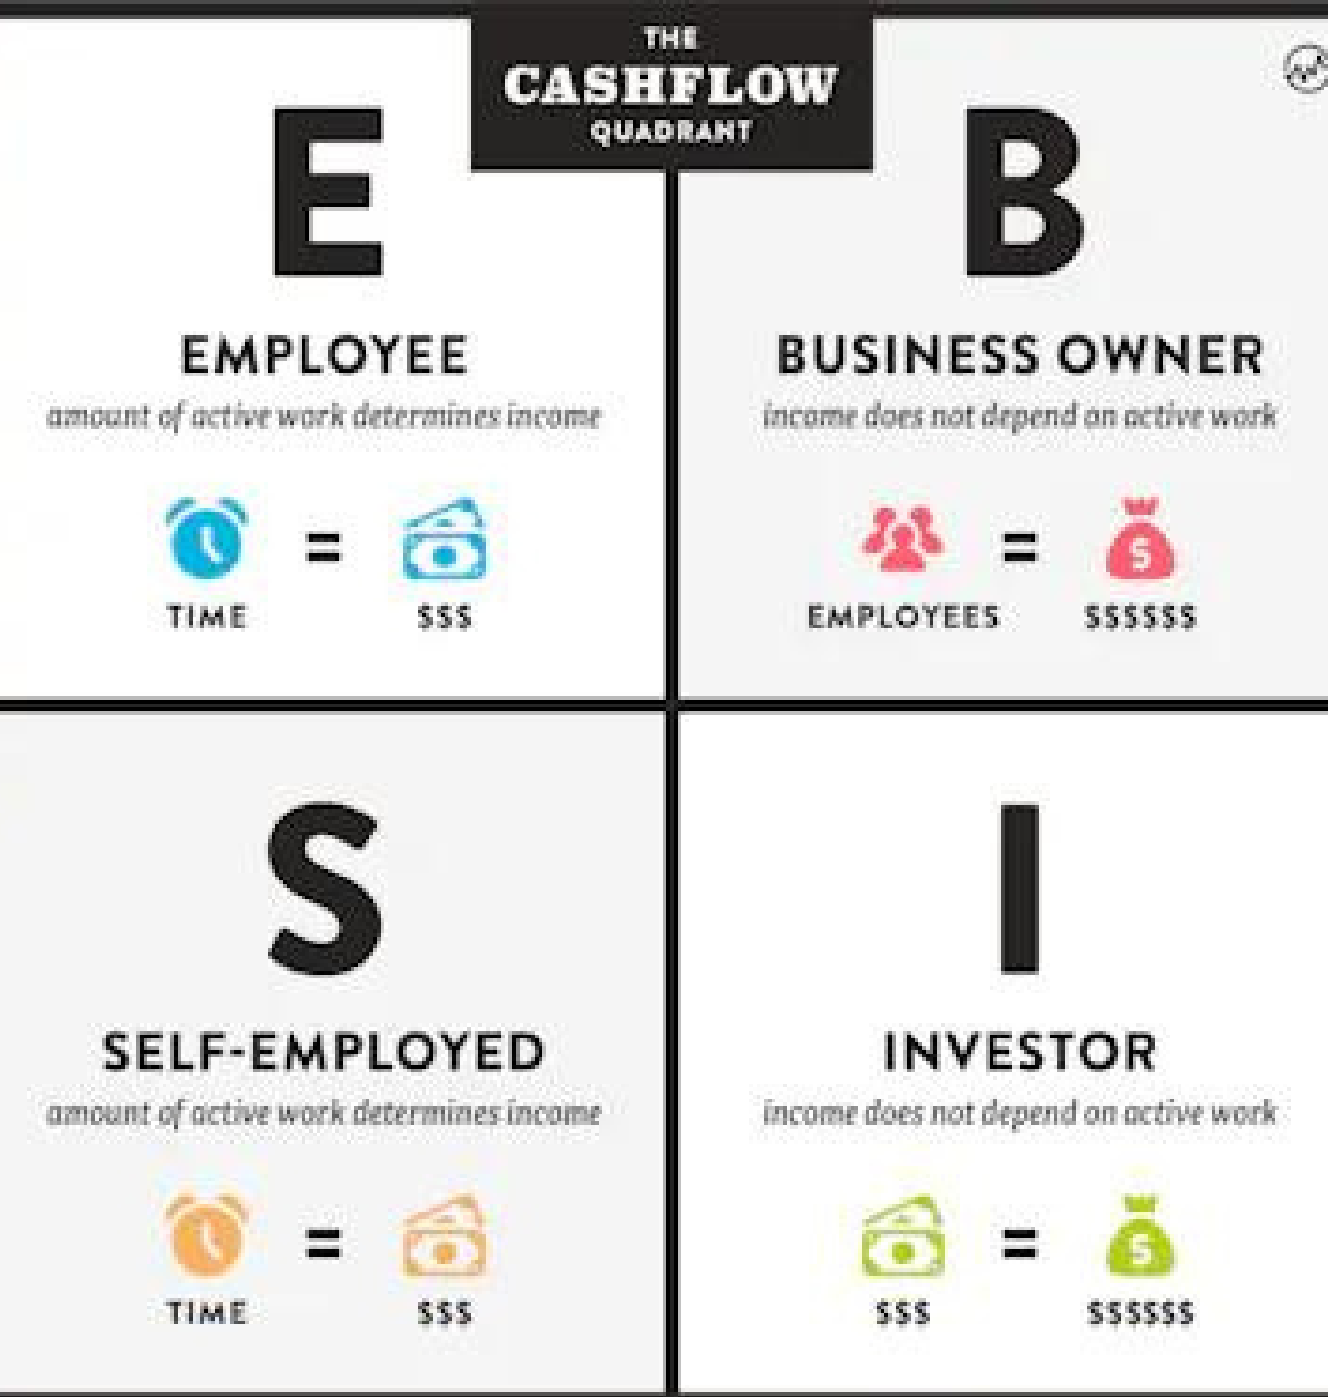 THE
CASHFLOW
QUADRANT
E
EMPLOYEE
amount of active work determines income
=
TIME
$$$
B
BUSINESS OWNER
income does not depend on active work
=
$
EMPLOYEES
$$$$$$
S
SELF-EMPLOYED
amount of active work determines income
=
TIME
$$$
I
INVESTOR
income does not depend on active work
=
$
$$$
$$$$$$